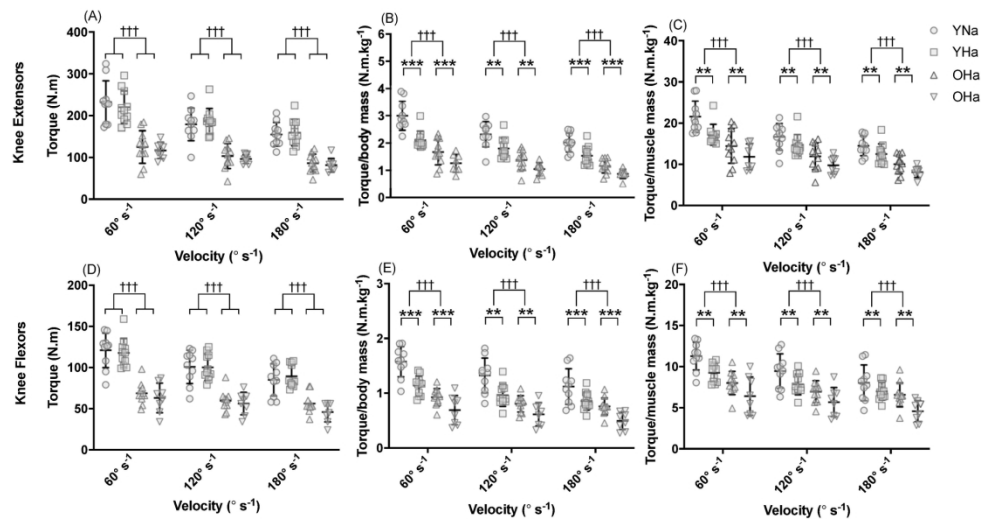 (A)
Knee Extensors
Torque (N.m)
400
300
200
100
0
†††
†††
†††
60° s-1
120° s-1
180° s-1
Velocity (° s-1)
(B)
Torque/body mass (N.m.kg-1)
5
4
3
2
1
0
†††
†††
†††
*** ***
** **
*** ***
60° s-1
120° s-1
180° s-1
Velocity (° s-1)
(C)
Torque/muscle mass (N.m.kg-1)
40
30
20
10
0
†††
†††
†††
** **
** **
** **
60° s-1
120° s-1
180° s-1
Velocity (° s-1)
YNa
YHa
OHa
OHa
(D)
Knee Flexors
Torque (N.m)
200
150
100
50
0
†††
†††
†††
60° s-1
120° s-1
180° s-1
Velocity (° s-1)
(E)
Torque/body mass (N.m.kg-1)
3
2
1
0
†††
†††
†††
*** ***
** **
*** ***
60° s-1
120° s-1
180° s-1
Velocity (° s-1)
(F)
Torque/muscle mass (N.m.kg-1)
20
15
10
5
0
†††
†††
†††
** **
** **
** **
60° s-1
120° s-1
180° s-1
Velocity (° s-1)